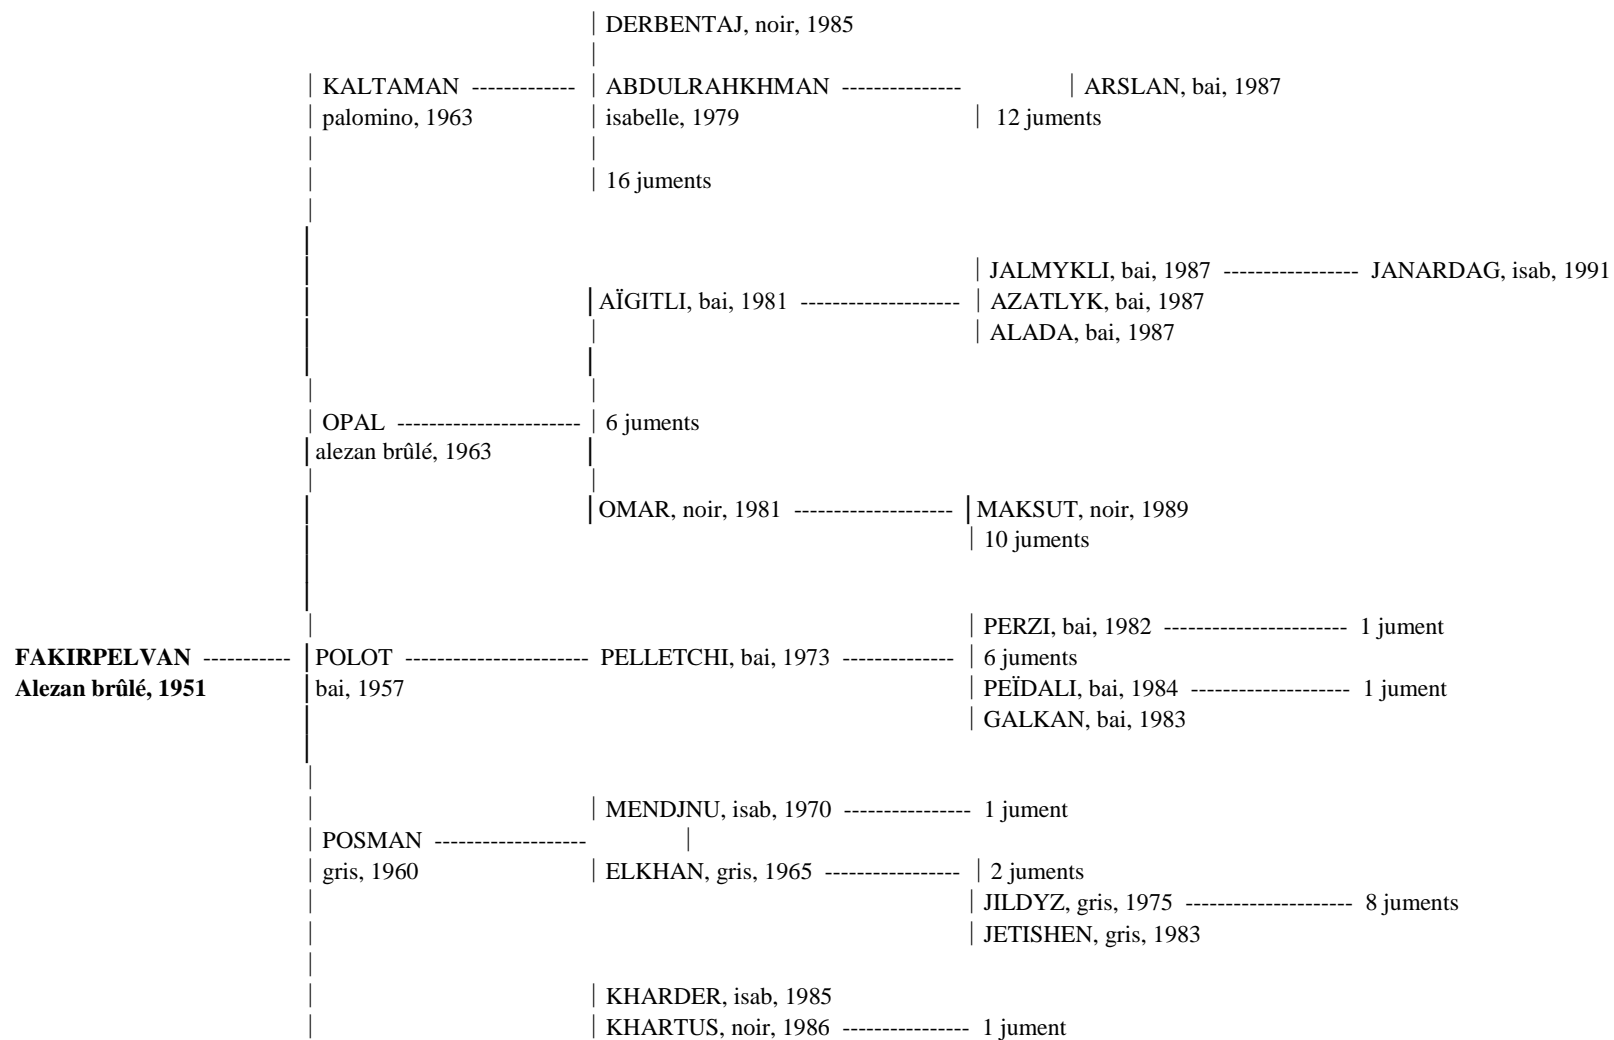 DERBENTAJ, noir, 1985
KALTAMAN ------------- ABDULRAHKHMAN --------------- ARSLAN, bai, 1987
palomino, 1963 isabelle, 1979 12 juments
16 juments
JALMYKLI, bai, 1987 ----------------- JANARDAG, isab, 1991
AÏGITLI, bai, 1981 -------------------- AZATLYK, bai, 1987
ALADA, bai, 1987
OPAL ----------------------- 6 juments
alezan brûlé, 1963
OMAR, noir, 1981 -------------------- MAKSUT, noir, 1989
10 juments
PERZI, bai, 1982 ----------------------- 1 jument
FAKIRPELVAN ----------- POLOT ----------------------- PELLETCHI, bai, 1973 -------------- 6 juments
Alezan brûlé, 1951 bai, 1957 PEÏDALI, bai, 1984 -------------------- 1 jument
GALKAN, bai, 1983
MENDJNU, isab, 1970 ---------------- 1 jument
POSMAN -------------------
gris, 1960 ELKHAN, gris, 1965 ----------------- 2 juments
JILDYZ, gris, 1975 --------------------- 8 juments
JETISHEN, gris, 1983
KHARDER, isab, 1985
KHARTUS, noir, 1986 ---------------- 1 jument